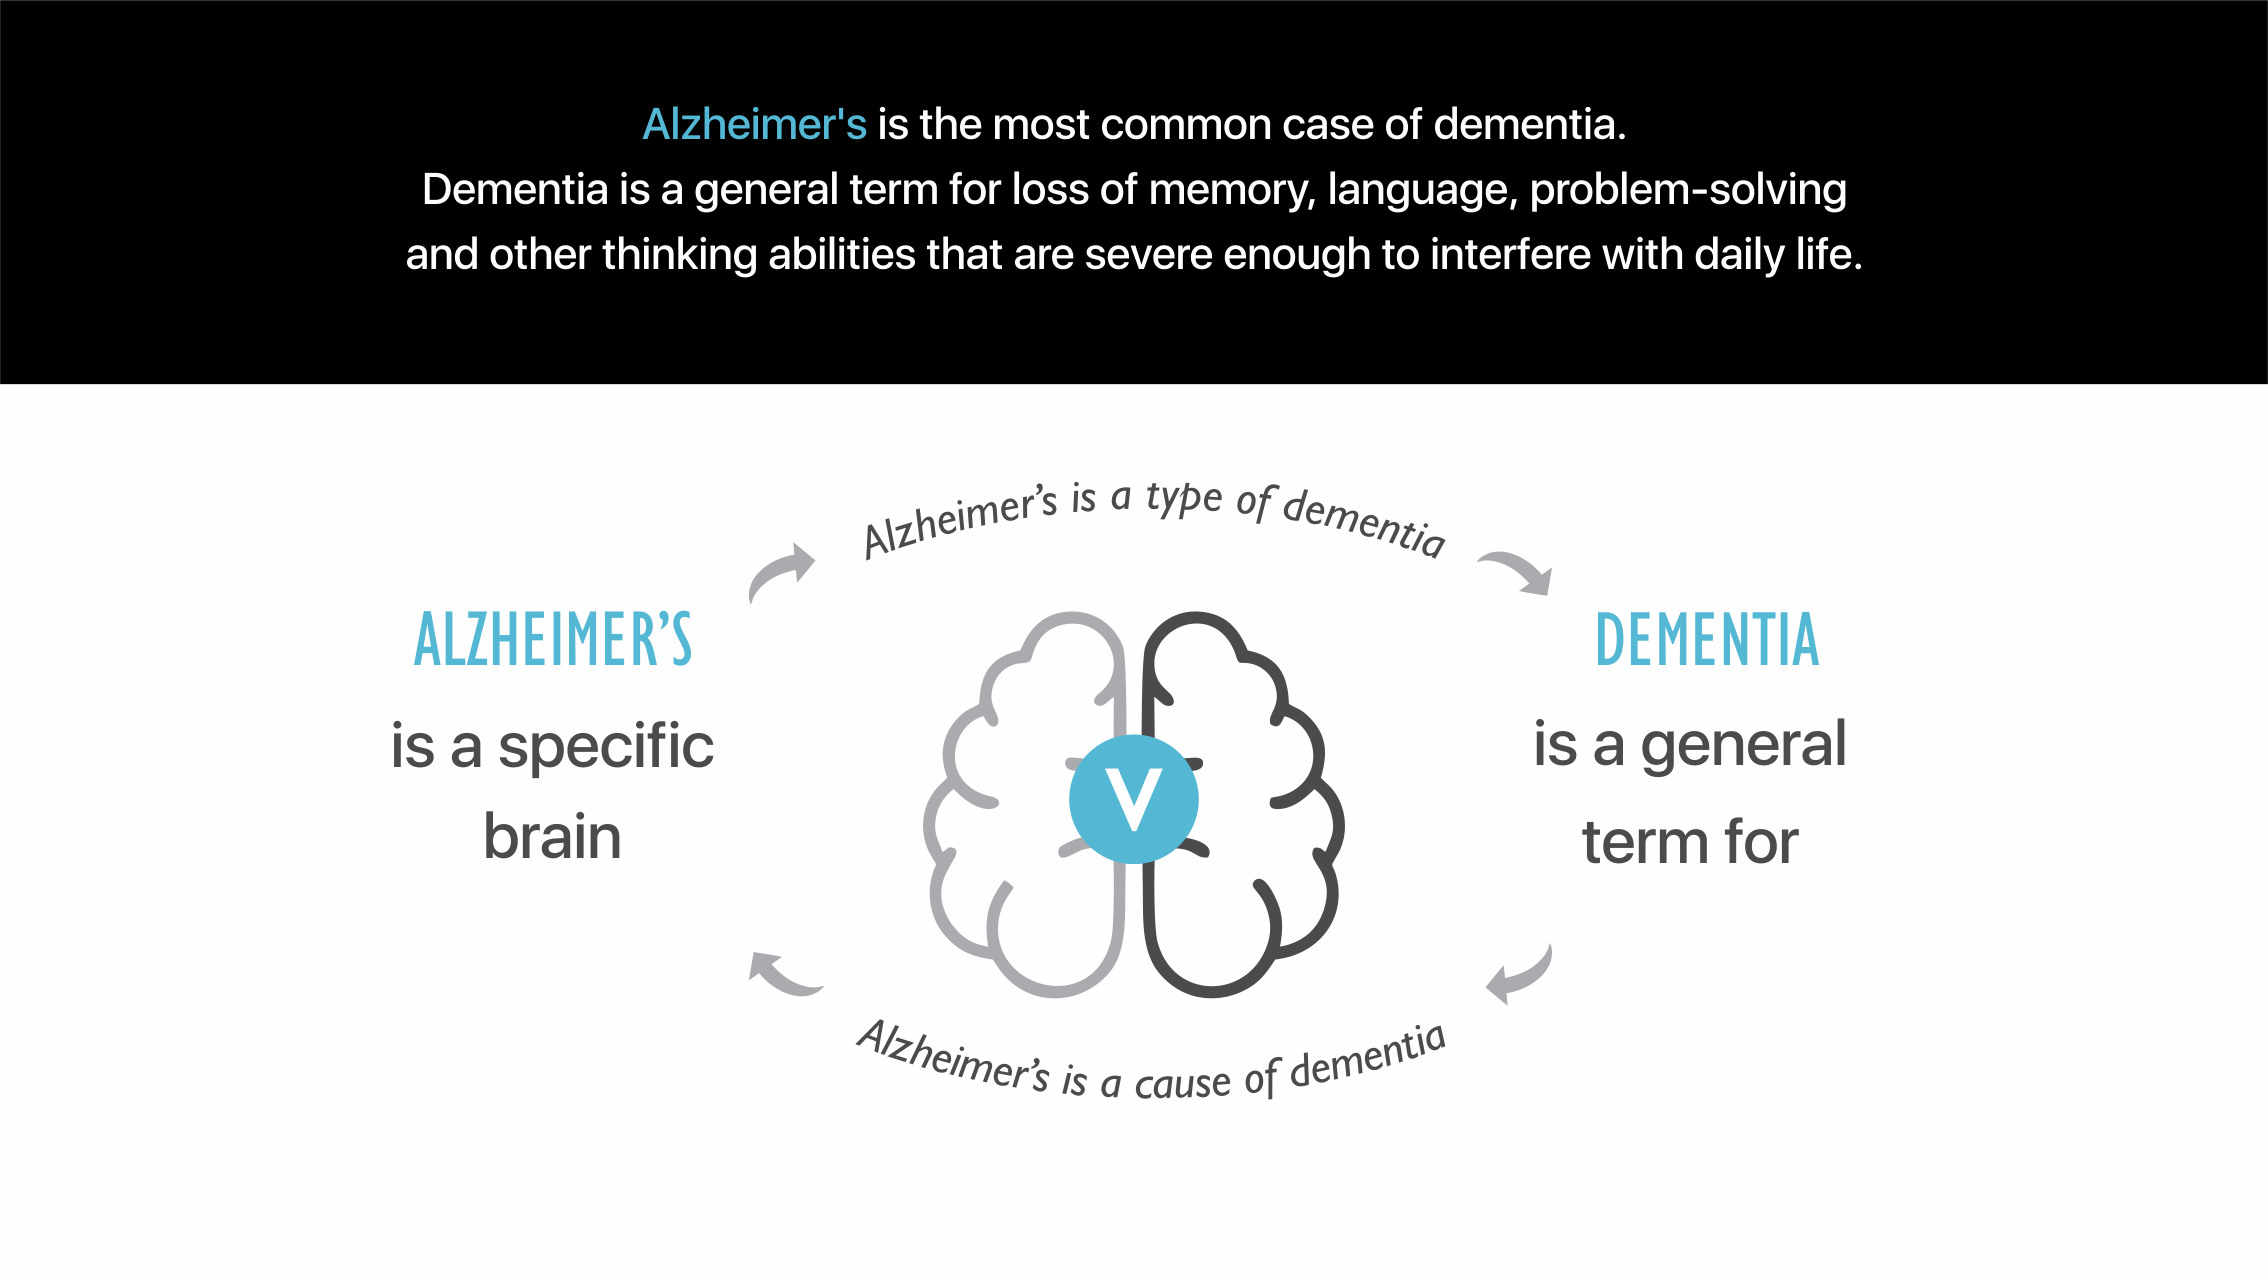 Alzheimer's is the most common case of dementia.
Dementia is a general term for loss of memory, language, problem-solving
and other thinking abilities that are severe enough to interfere with daily life.
Alzheimer’s is a type of dementia
ALZHEIMER’S
is a specific
brain
V
DEMENTIA
is a general
term for
Alzheimer’s is a cause of dementia